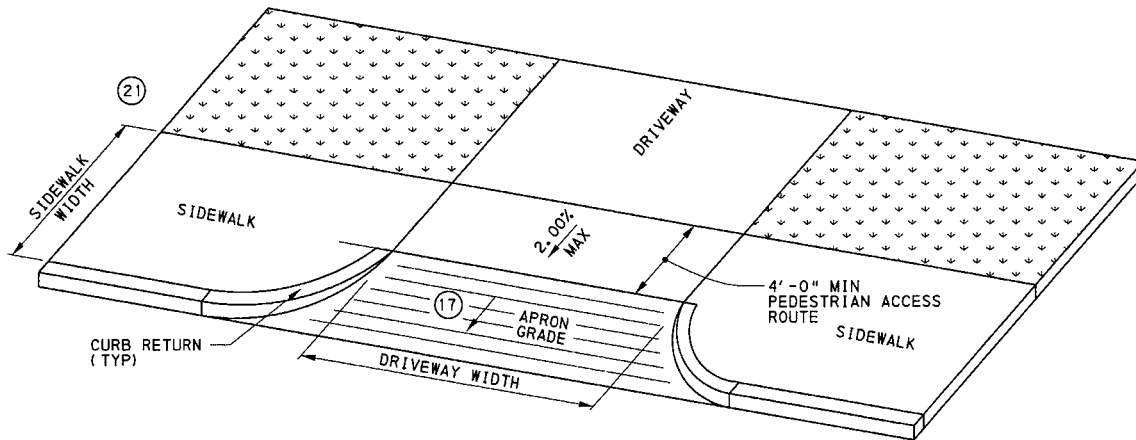 21
SIDEWALK
WIDTH
SIDEWALK
DRIVEWAY
2.00%
MAX
4'-0" MIN
PEDESTRIAN ACCESS
ROUTE
SIDEWALK
17
APRON
GRADE
CURB RETURN
(TYP)
DRIVEWAY WIDTH